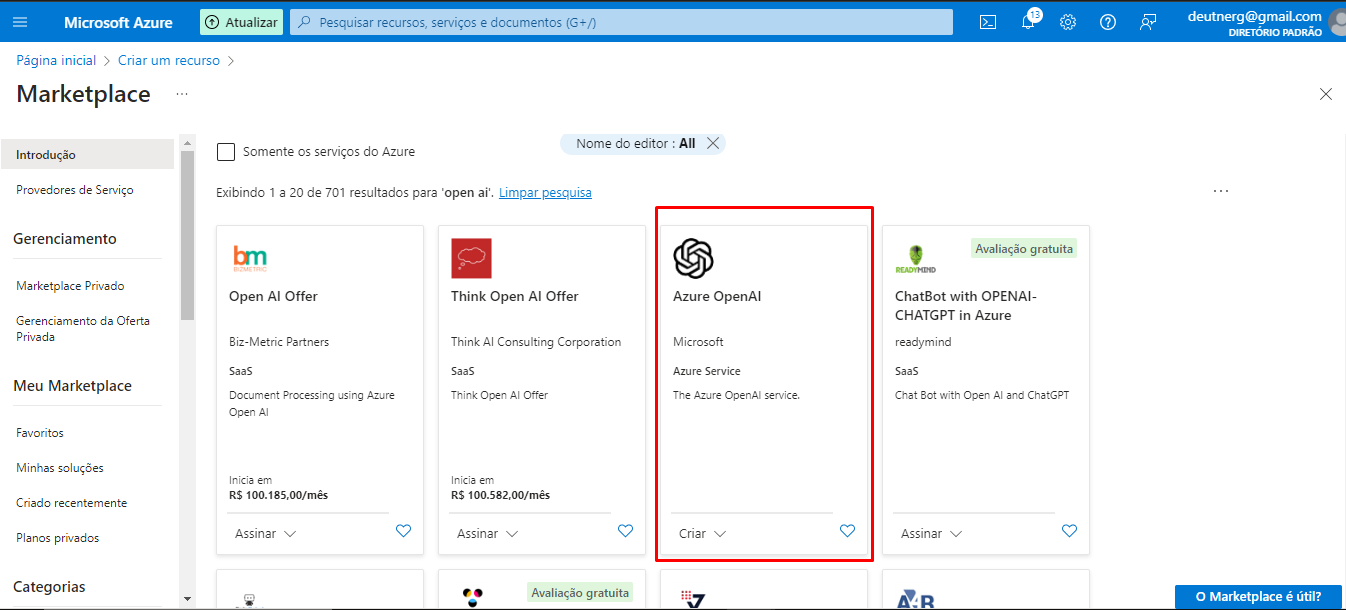 Microsoft Azure
Atualizar
Pesquisar recursos, serviços e documentos (G+/)
13
deutnerg@gmail.com
DIRETÓRIO PADRÃO
Página inicial > Criar um recurso >
Marketplace ...
Introdução
Provedores de Serviço
Gerenciamento
Marketplace Privado
Gerenciamento da Oferta
Privada
Meu Marketplace
Favoritos
Minhas soluções
Criado recentemente
Planos privados
Categorias
Somente os serviços do Azure
Nome do editor : All
Exibindo 1 a 20 de 701 resultados para 'open ai'. Limpar pesquisa
...
bm
BIZMETRIC
Open AI Offer
Biz-Metric Partners
SaaS
Document Processing using Azure
Open AI
Inicia em
R$ 100.185,00/mês
Assinar
Think Open AI Offer
Think AI Consulting Corporation
SaaS
Think Open AI Offer
Inicia em
R$ 100.582,00/mês
Assinar
Azure OpenAI
Microsoft
Azure Service
The Azure OpenAI service.
Criar
Avaliação gratuita
READYMIND
ChatBot with OPENAI-
CHATGPT in Azure
readymind
SaaS
Chat Bot with Open AI and ChatGPT
Assinar
Avaliação gratuita
O Marketplace é útil?